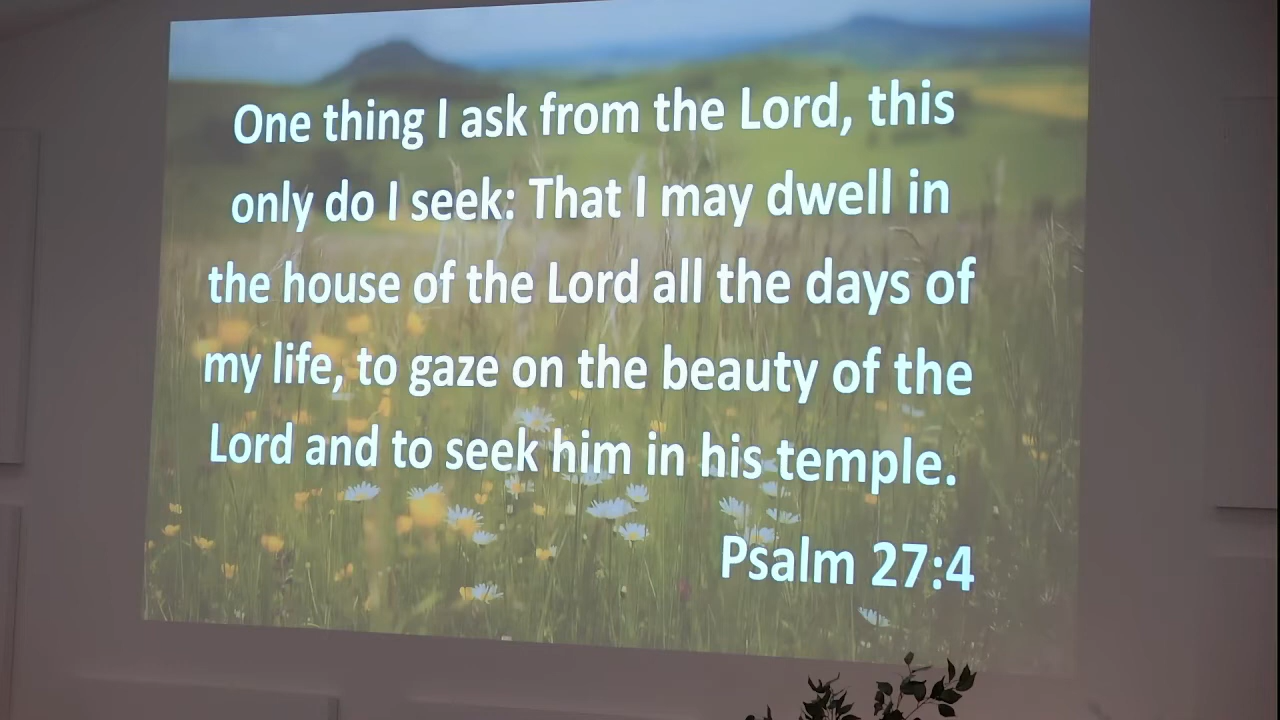 One thing I ask from the Lord, this
only do I seek: That I may dwell in
the house of the Lord all the days of
my life, to gaze on the beauty of the
Lord and to seek him in his temple.
Psalm 27:4